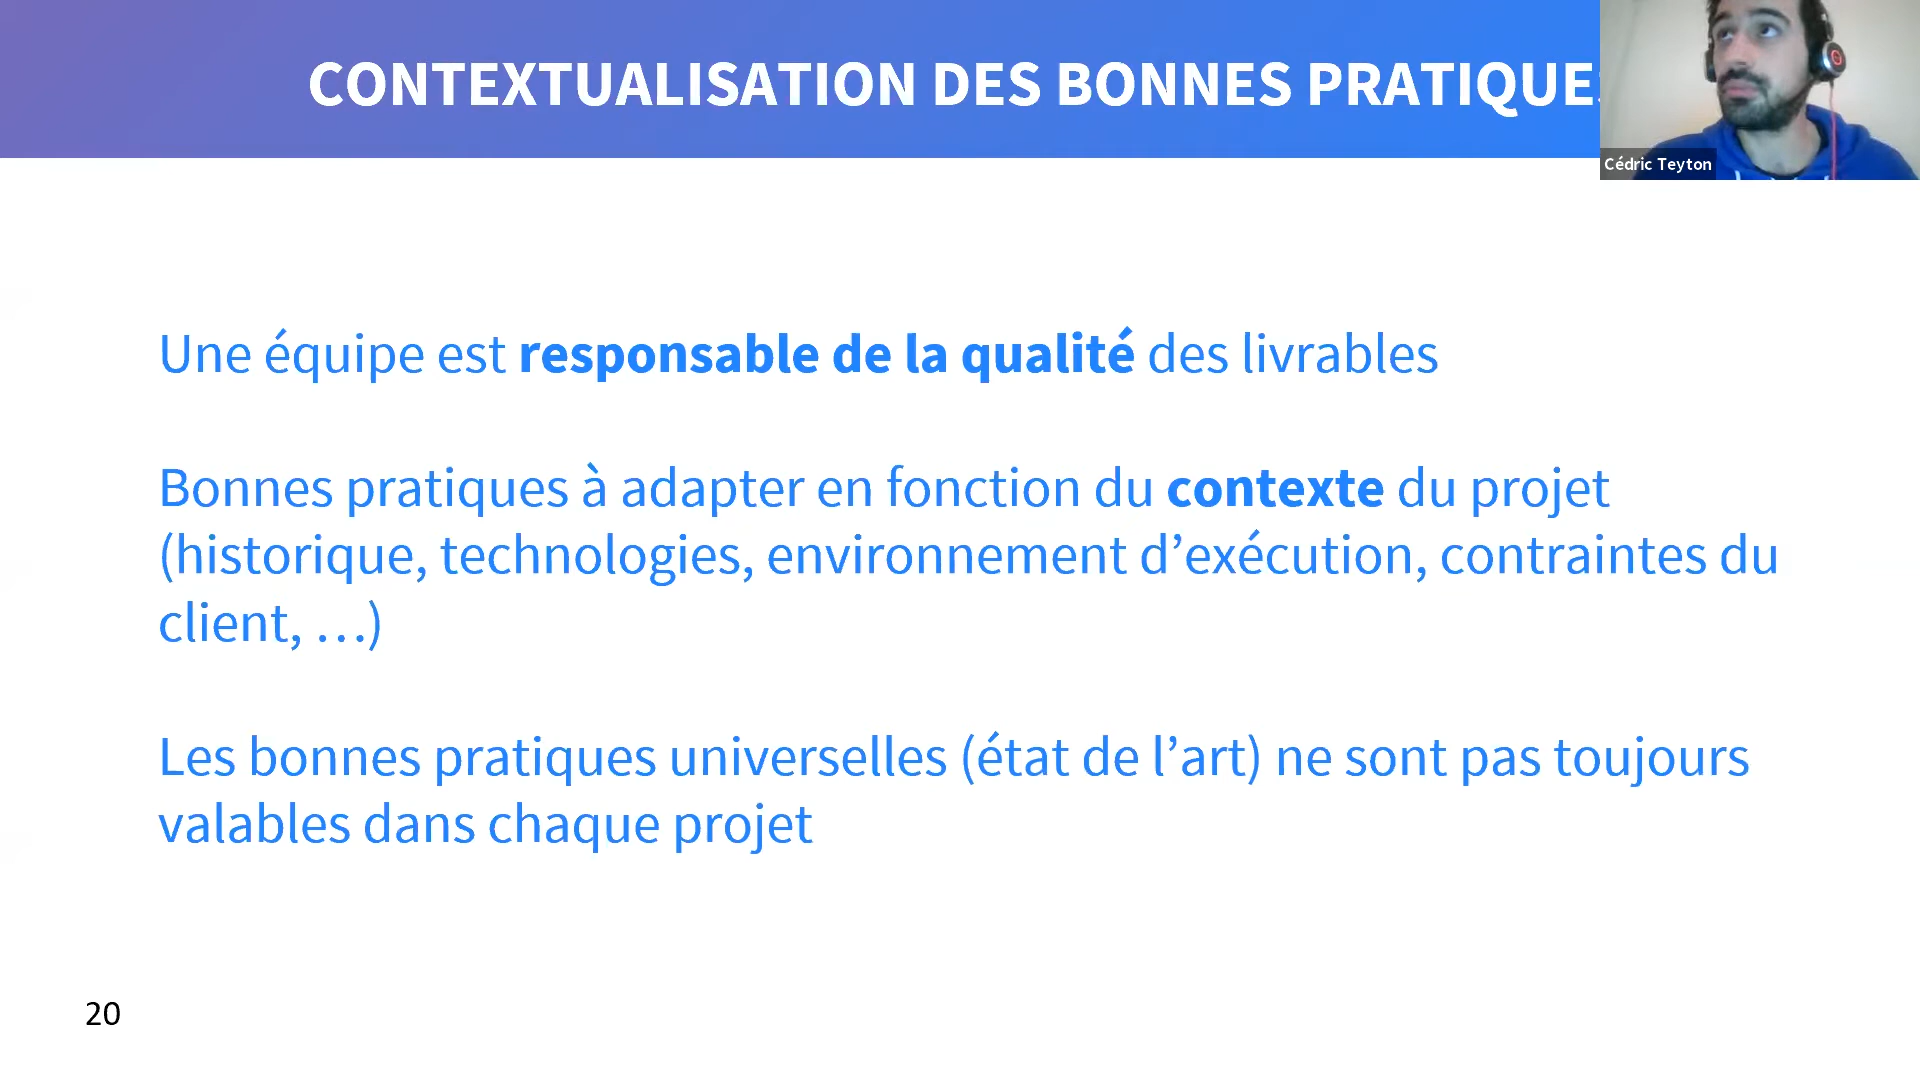 CONTEXTUALISATION DES BONNES PRATIQUES
Cédric Teyton
Une équipe est responsable de la qualité des livrables
Bonnes pratiques à adapter en fonction du contexte du projet
(historique, technologies, environnement d’exécution, contraintes du
client, …)
Les bonnes pratiques universelles (état de l’art) ne sont pas toujours
valables dans chaque projet
20